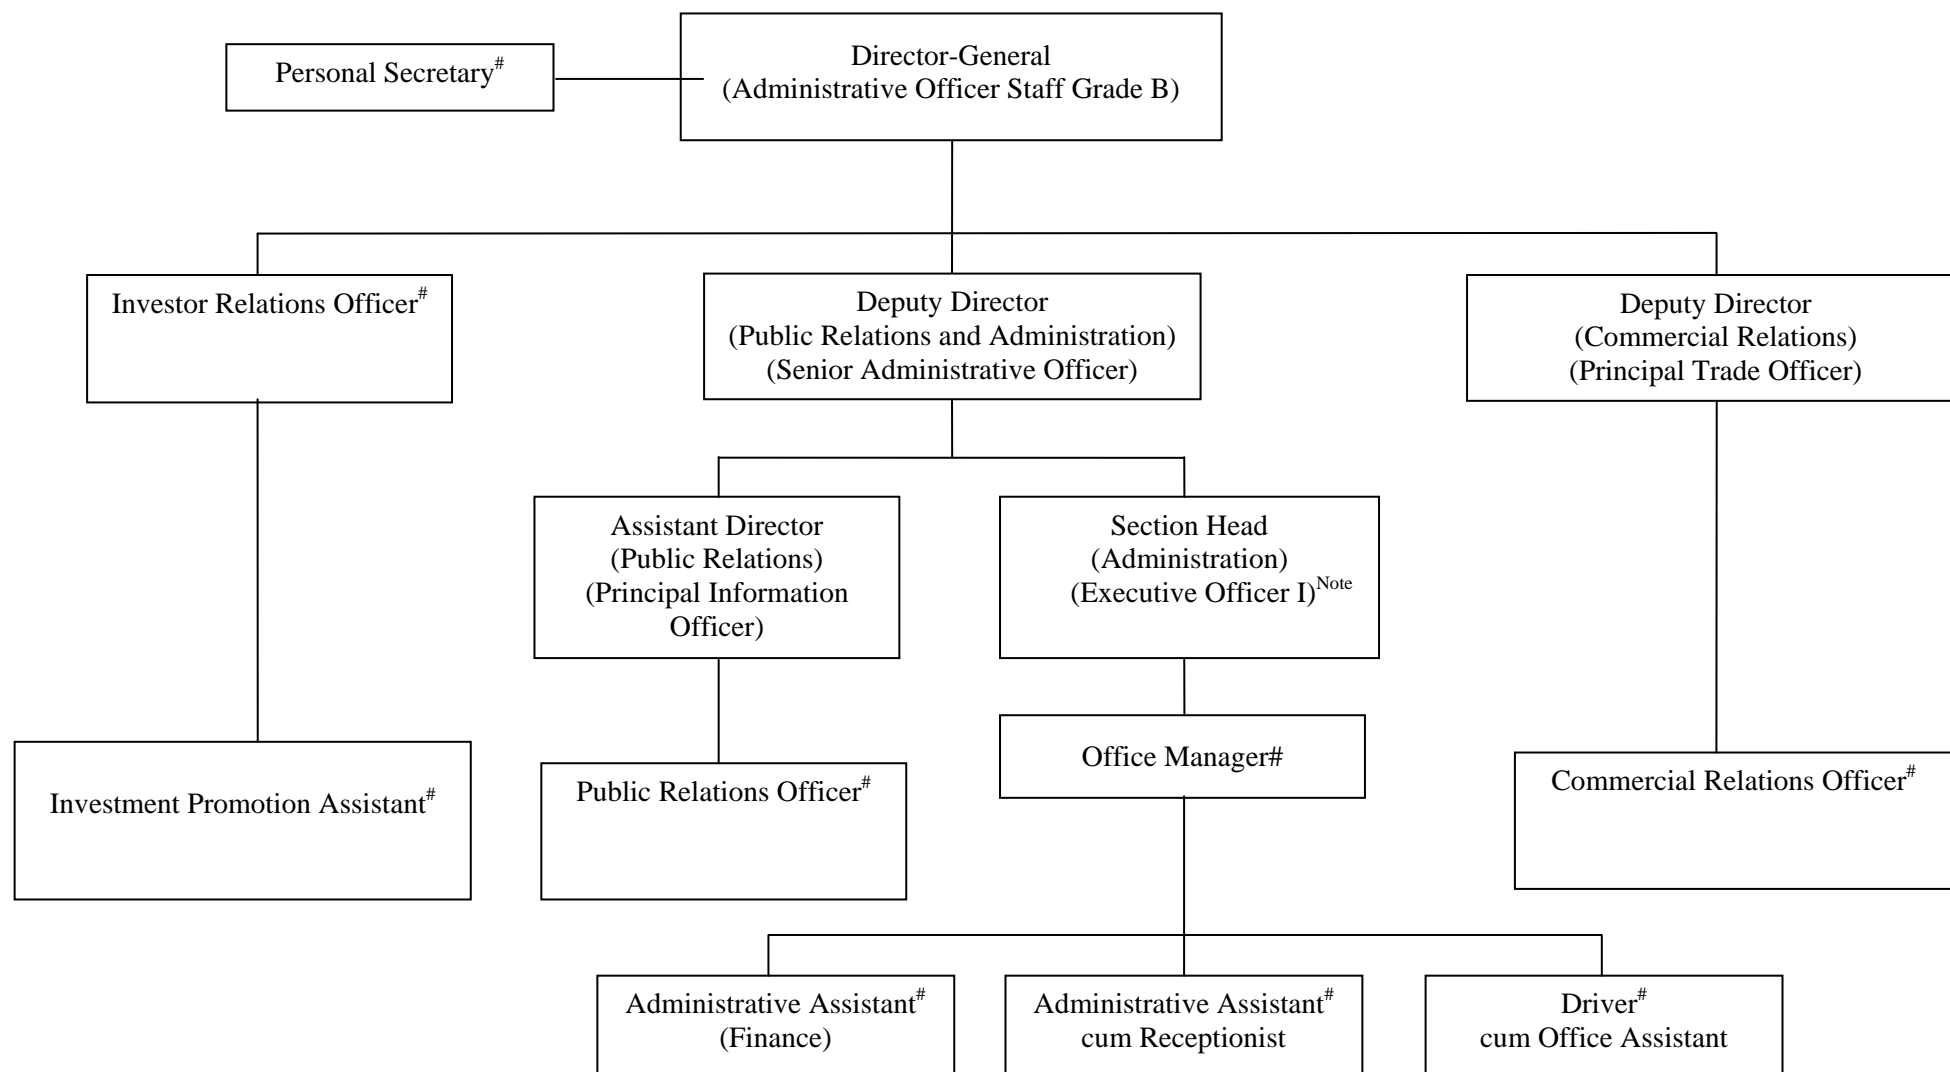 Personal Secretary#
Director-General
(Administrative Officer Staff Grade B)
Investor Relations Officer#
Deputy Director
(Public Relations and Administration)
(Senior Administrative Officer)
Deputy Director
(Commercial Relations)
(Principal Trade Officer)
Assistant Director
(Public Relations)
(Principal Information
Officer)
Section Head
(Administration)
(Executive Officer I)Note
Investment Promotion Assistant#
Public Relations Officer#
Office Manager#
Commercial Relations Officer#
Administrative Assistant#
(Finance)
Administrative Assistant#
cum Receptionist
Driver#
cum Office Assistant